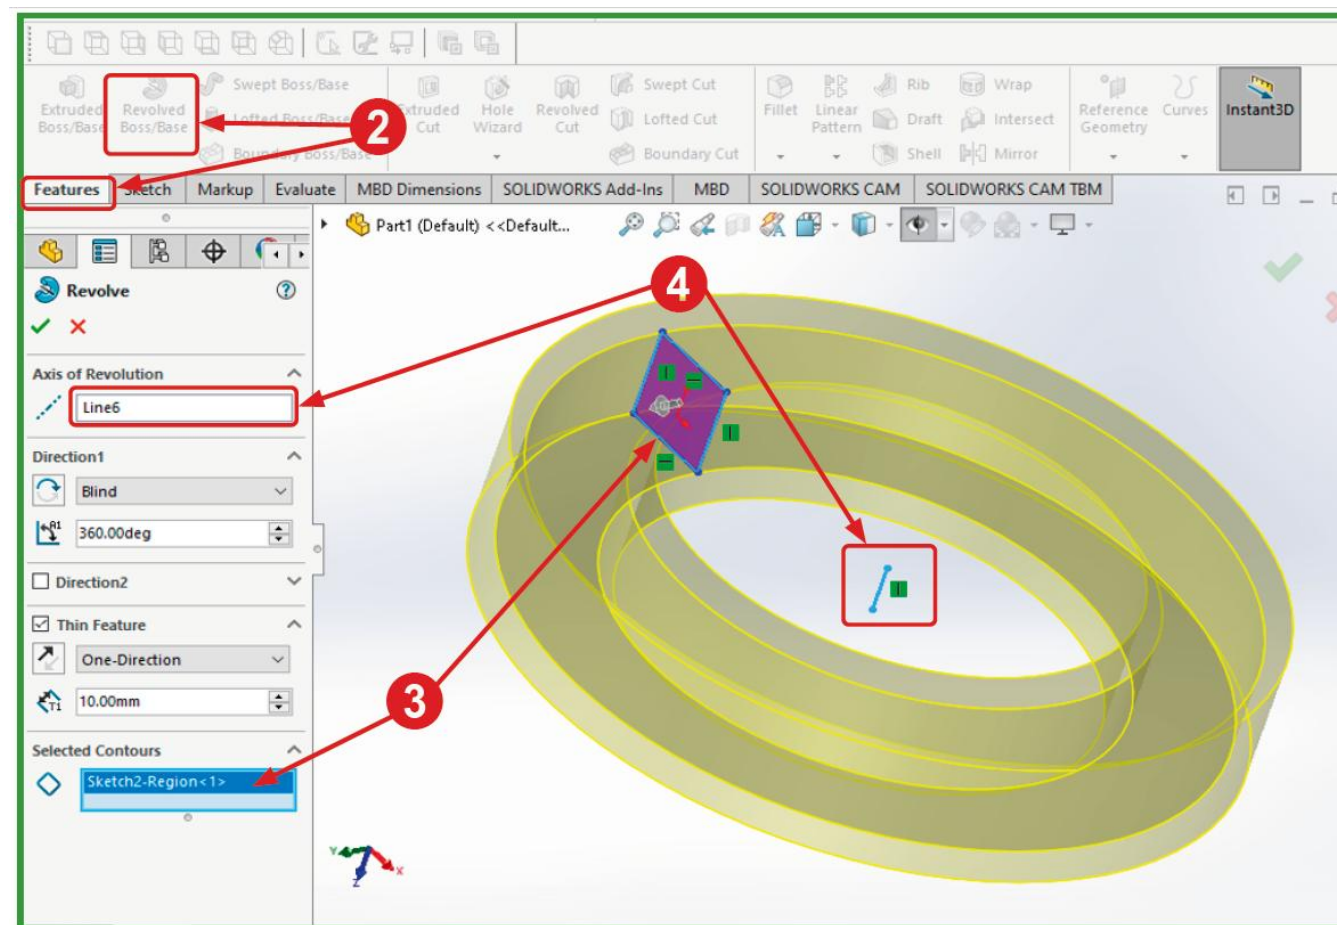 Extruded Boss/Base
Revolved Boss/Base
Swept Boss/Base
Lofted Boss/Base
Boundary Boss/Base
Extruded Cut
Hole Wizard
Revolved Cut
Swept Cut
Lofted Cut
Boundary Cut
Fillet
Linear Pattern
Rib
Draft
Shell
Wrap
Intersect
Mirror
Reference Geometry
Curves
Instant3D
2
Features
Sketch
Markup
Evaluate
MBD Dimensions
SOLIDWORKS Add-Ins
MBD
SOLIDWORKS CAM
SOLIDWORKS CAM TBM
Part1 (Default) <<Default...
Revolve
?
4
Axis of Revolution
Line6
Direction1
Blind
A1
360.00deg
Direction2
Thin Feature
One-Direction
T1
10.00mm
3
Selected Contours
Sketch2-Region<1>
Y
X
Z